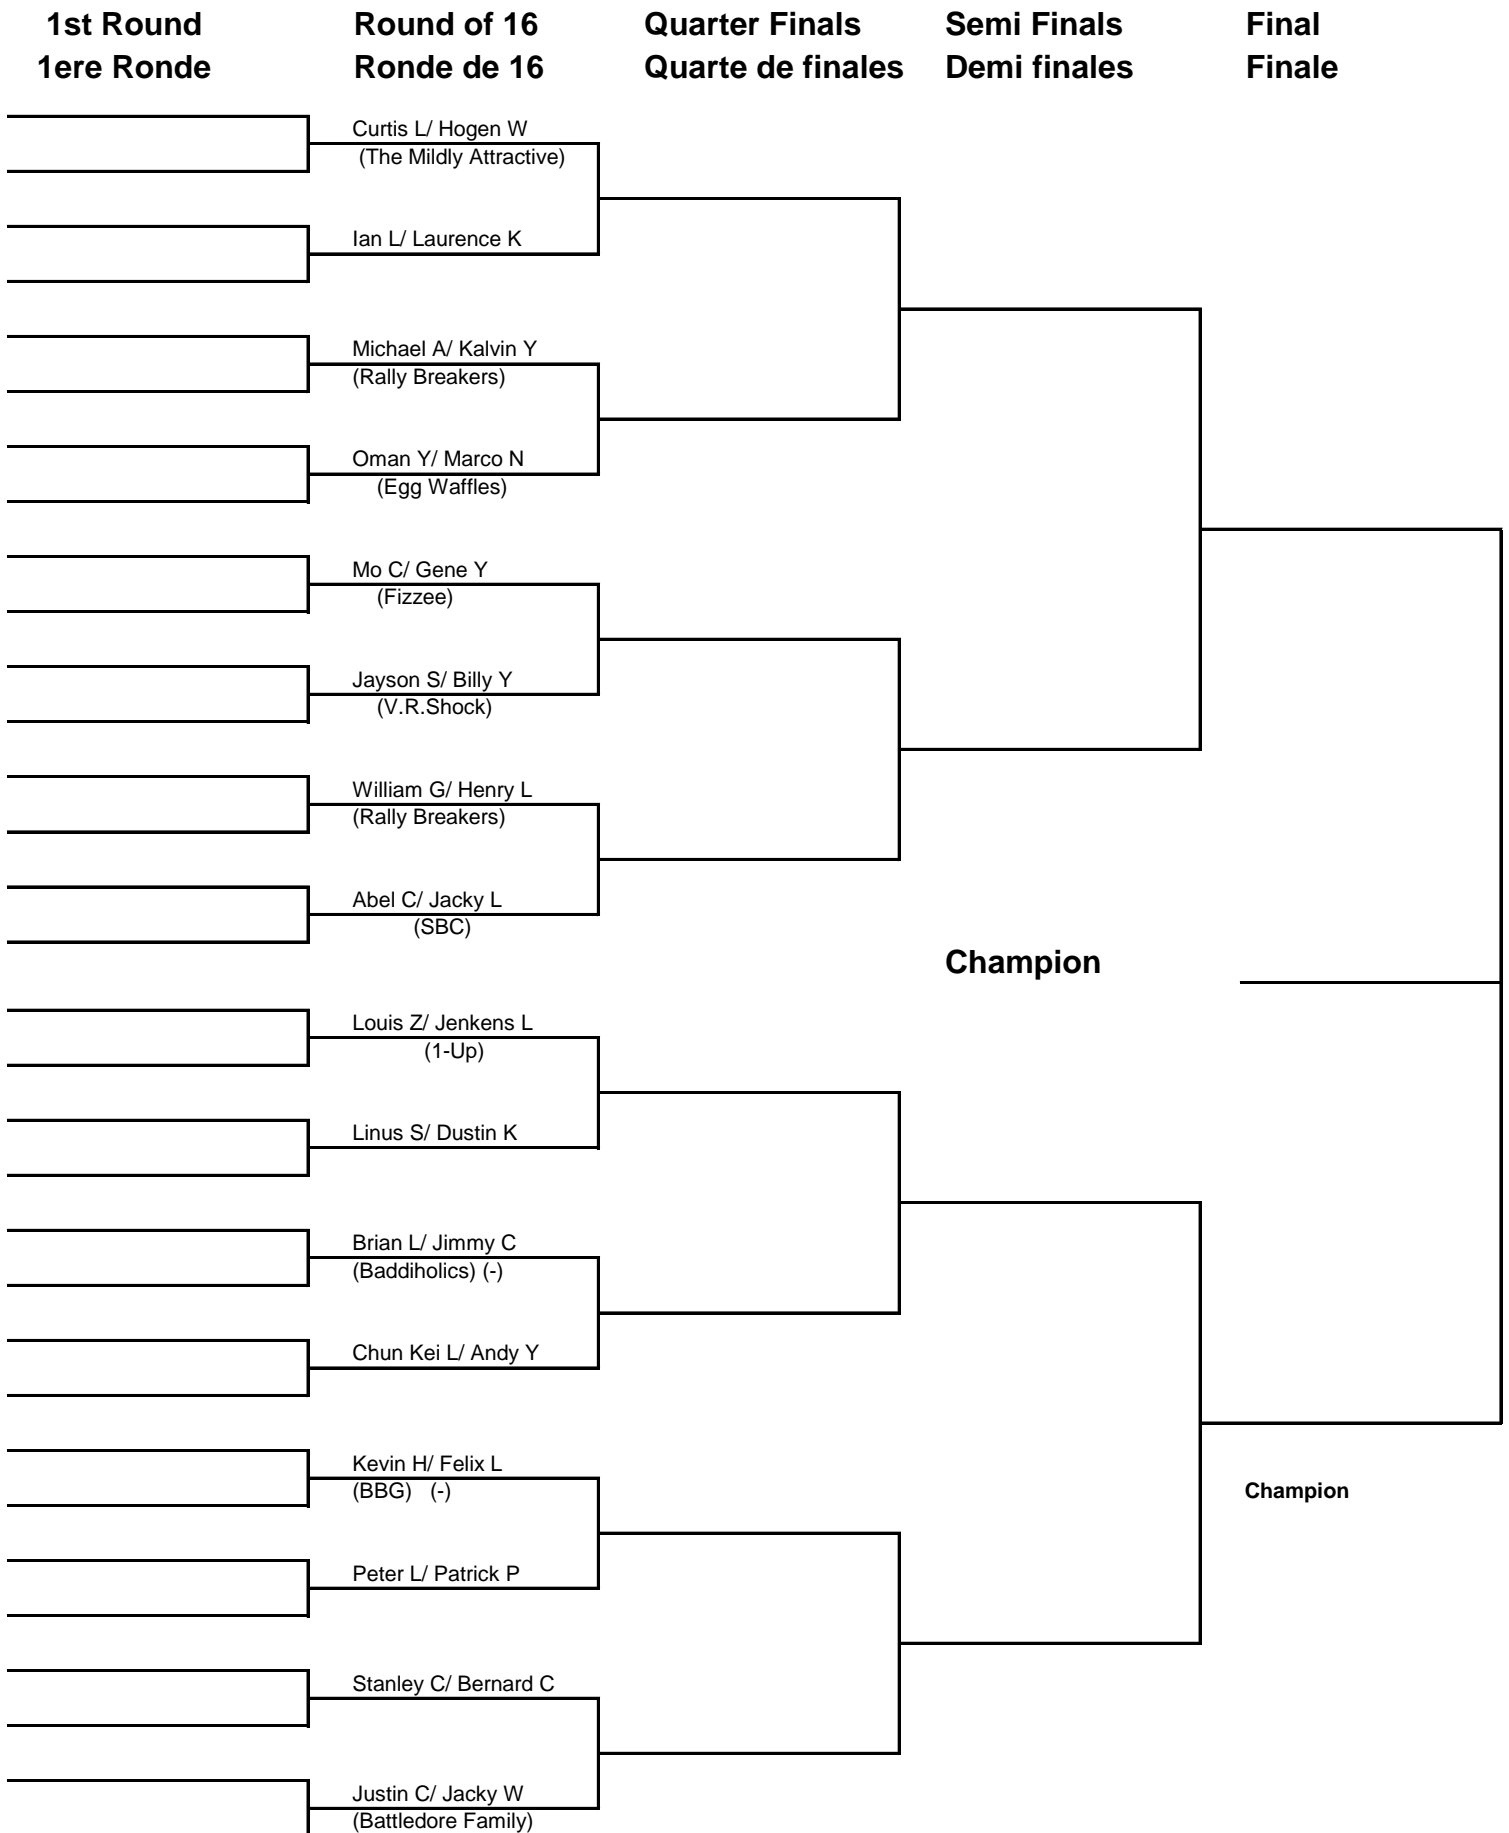 1st Round Round of 16 Quarter Finals Semi Finals Final
1ere Ronde Ronde de 16 Quarte de finales Demi finales Finale
Curtis L/ Hogen W
(The Mildly Attractive)
Ian L/ Laurence K
Michael A/ Kalvin Y
(Rally Breakers)
Oman Y/ Marco N
(Egg Waffles)
Mo C/ Gene Y
(Fizzee)
Jayson S/ Billy Y
(V.R.Shock)
William G/ Henry L
(Rally Breakers)
Abel C/ Jacky L
(SBC)
Champion
Louis Z/ Jenkens L
(1-Up)
Linus S/ Dustin K
Brian L/ Jimmy C
(Baddiholics) (-)
Chun Kei L/ Andy Y
Kevin H/ Felix L
(BBG) (-) Champion
Peter L/ Patrick P
Stanley C/ Bernard C
Justin C/ Jacky W
(Battledore Family)